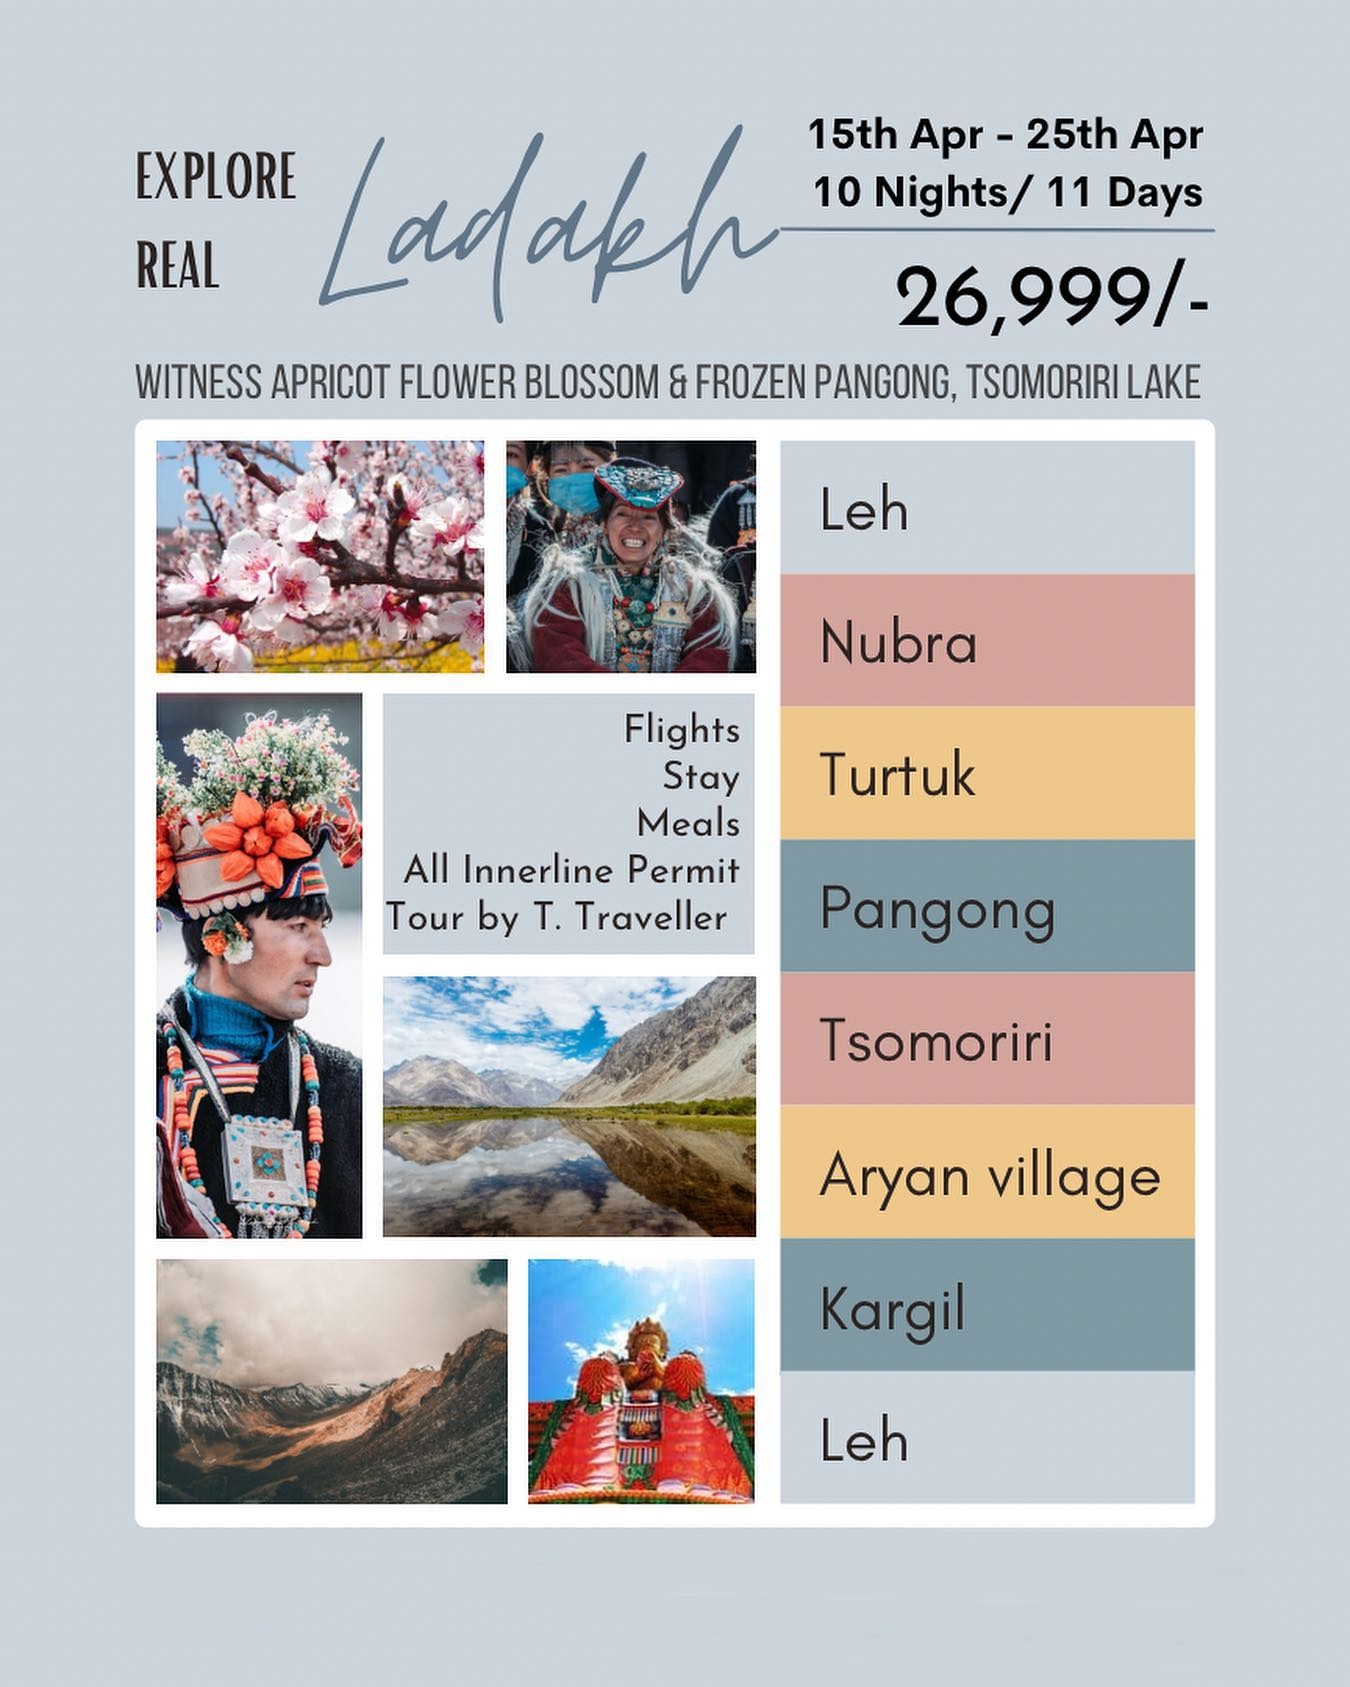 EXPLORE
REAL
Ladakh
15th Apr - 25th Apr
10 Nights/ 11 Days
26,999/-
WITNESS APRICOT FLOWER BLOSSOM & FROZEN PANGONG, TSOMORIRI LAKE
Flights
Stay
Meals
All Innerline Permit
Tour by T. Traveller
Leh
Nubra
Turtuk
Pangong
Tsomoriri
Aryan village
Kargil
Leh